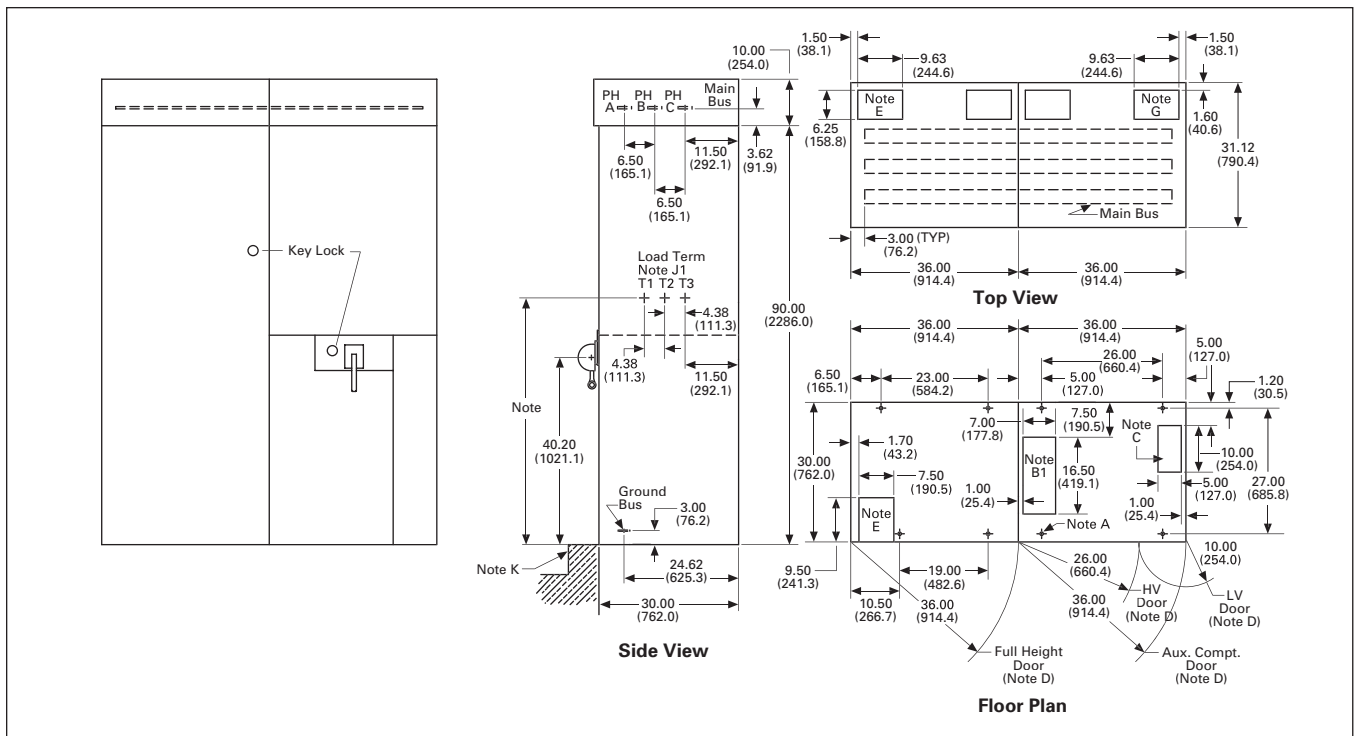 Key Lock
10.00
(254.0)
PH
A
PH
B
PH
C
Main
Bus
6.50
(165.1)
11.50
(292.1)
3.62
(91.9)
6.50
(165.1)
Load Term
Note J1
T1 T2 T3
4.38
(111.3)
90.00
(2286.0)
4.38
(111.3)
11.50
(292.1)
Note
40.20
(1021.1)
Ground
Bus
3.00
(76.2)
Note K
24.62
(625.3)
30.00
(762.0)
Side View
1.50
(38.1)
9.63
(244.6)
9.63
(244.6)
1.50
(38.1)
Note
E
Note
G
6.25
(158.8)
1.60
(40.6)
31.12
(790.4)
Main Bus
3.00 (TYP)
(76.2)
36.00
(914.4)
36.00
(914.4)
Top View
36.00
(914.4)
36.00
(914.4)
5.00
(127.0)
26.00
(660.4)
6.50
(165.1)
23.00
(584.2)
5.00
(127.0)
1.20
(30.5)
7.00
(177.8)
7.50
(190.5)
Note
C
1.70
(43.2)
30.00
(762.0)
7.50
(190.5)
Note
B1
16.50
(419.1)
10.00
(254.0)
5.00
(127.0)
27.00
(685.8)
1.00
(25.4)
1.00
(25.4)
Note
E
Note A
9.50
(241.3)
19.00
(482.6)
10.50
(266.7)
36.00
(914.4)
26.00
(660.4)
36.00
(914.4)
10.00
(254.0)
HV
Door
(Note D)
LV
Door
(Note D)
Full Height
Door
(Note D)
Aux. Compt.
Door
(Note D)
Floor Plan